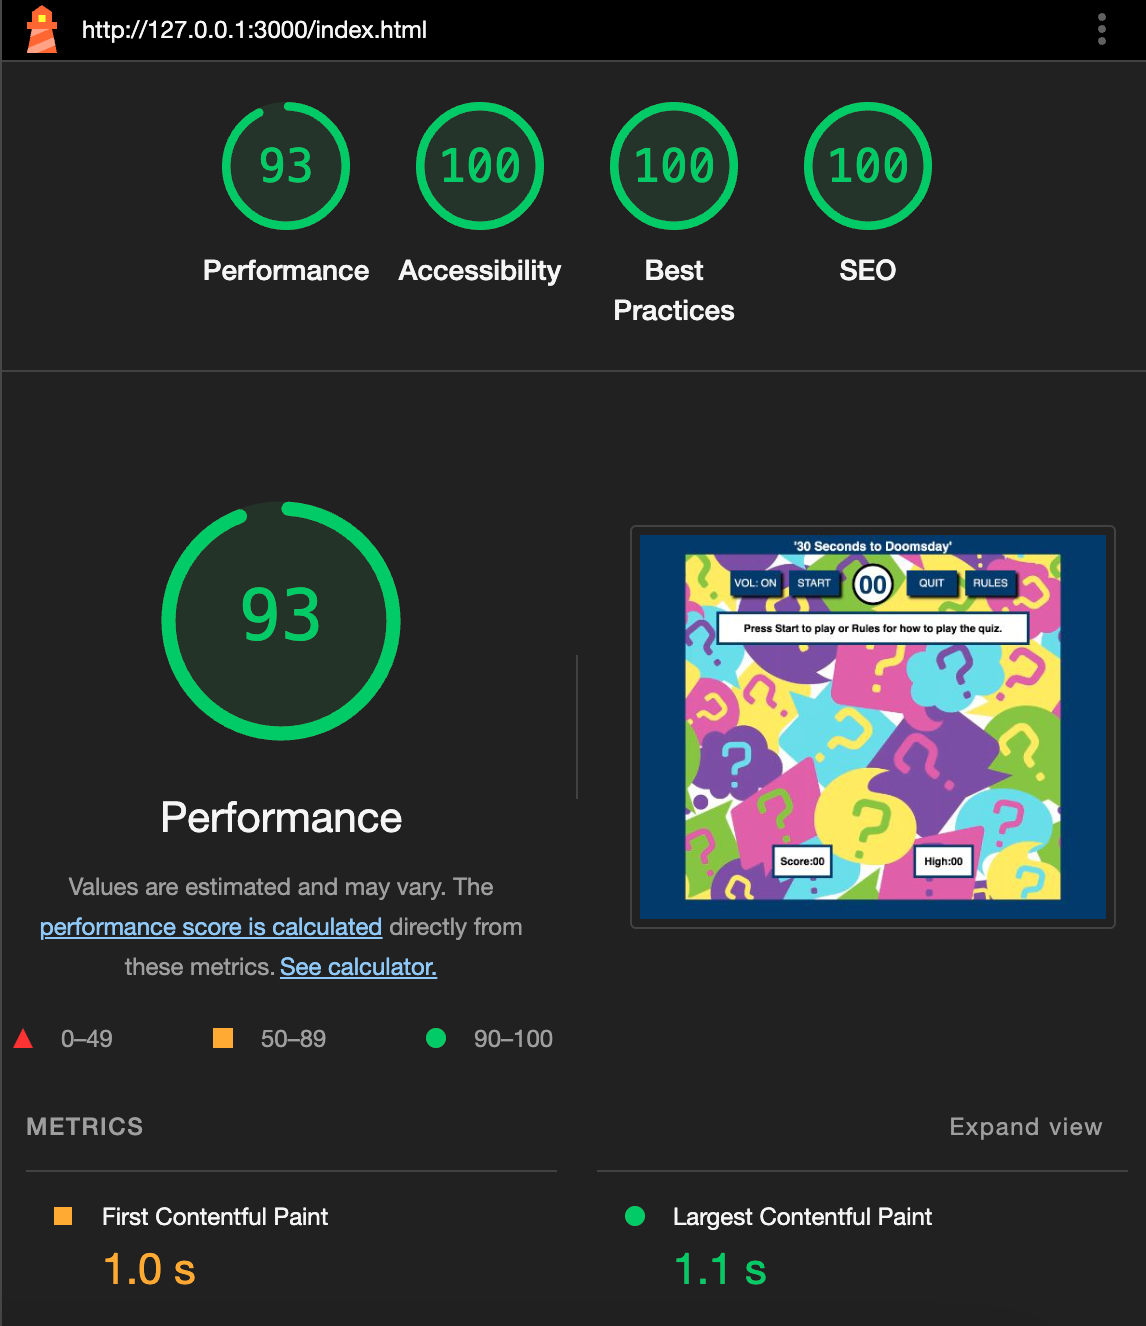 http://127.0.0.1:3000/index.html
93
100
100
100
Performance
Accessibility
Best
Practices
SEO
93
Performance
Values are estimated and may vary. The
performance score is calculated directly from
these metrics. See calculator.
0–49
50–89
90–100
'30 Seconds to Doomsday'
VOL: ON
START
00
QUIT
RULES
Press Start to play or Rules for how to play the quiz.
Score:00
High:00
METRICS
Expand view
First Contentful Paint
1.0 s
Largest Contentful Paint
1.1 s